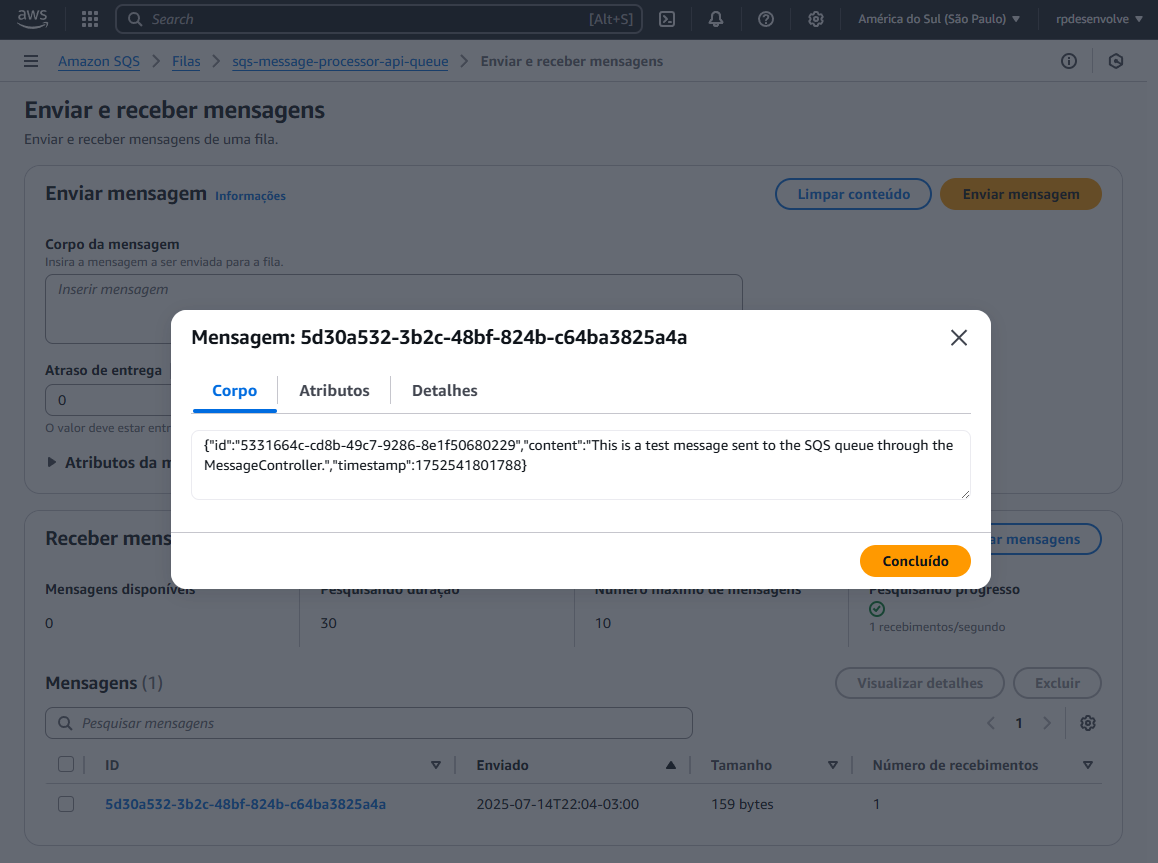 aws
Search [Alt+S]
América do Sul (São Paulo)
rpdesenvolve
Amazon SQS
Filas
sqs-message-processor-api-queue
Enviar e receber mensagens
Enviar e receber mensagens
Enviar e receber mensagens de uma fila.
Enviar mensagem Informações
Limpar conteúdo
Enviar mensagem
Corpo da mensagem
Insira a mensagem a ser enviada para a fila.
Inserir mensagem
Mensagem: 5d30a532-3b2c-48bf-824b-c64ba3825a4a
Atraso de entrega
Corpo
Atributos
Detalhes
0
O valor deve estar
{"id":"5331664c-cd8b-49c7-9286-8e1f50680229","content":"This is a test message sent to the SQS queue through the
MessageController.","timestamp":1752541801788}
Atributos da
Receber
mensagens
Concluído
Mensagens disponíveis
Pesquisando duração
Número máximo de mensagens
Pesquisando progresso
0
30
10
1 recebimentos/segundo
Mensagens (1)
Visualizar detalhes
Excluir
Pesquisar mensagens
1
ID
Enviado
Tamanho
Número de recebimentos
5d30a532-3b2c-48bf-824b-c64ba3825a4a
2025-07-14T22:04-03:00
159 bytes
1